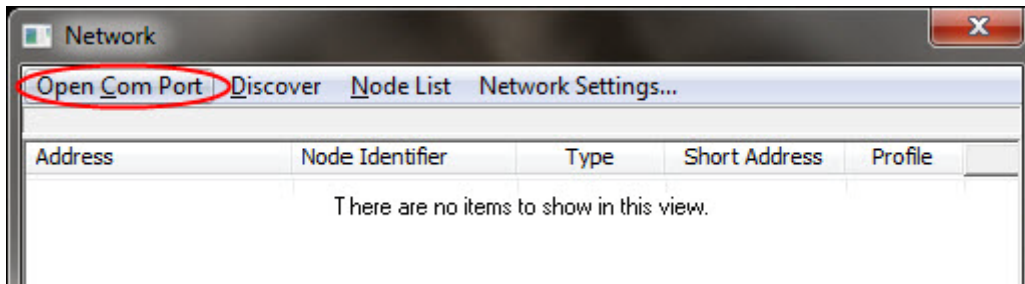 Network
Open Com Port Discover Node List Network Settings...
Address Node Identifier Type Short Address Profile
There are no items to show in this view.